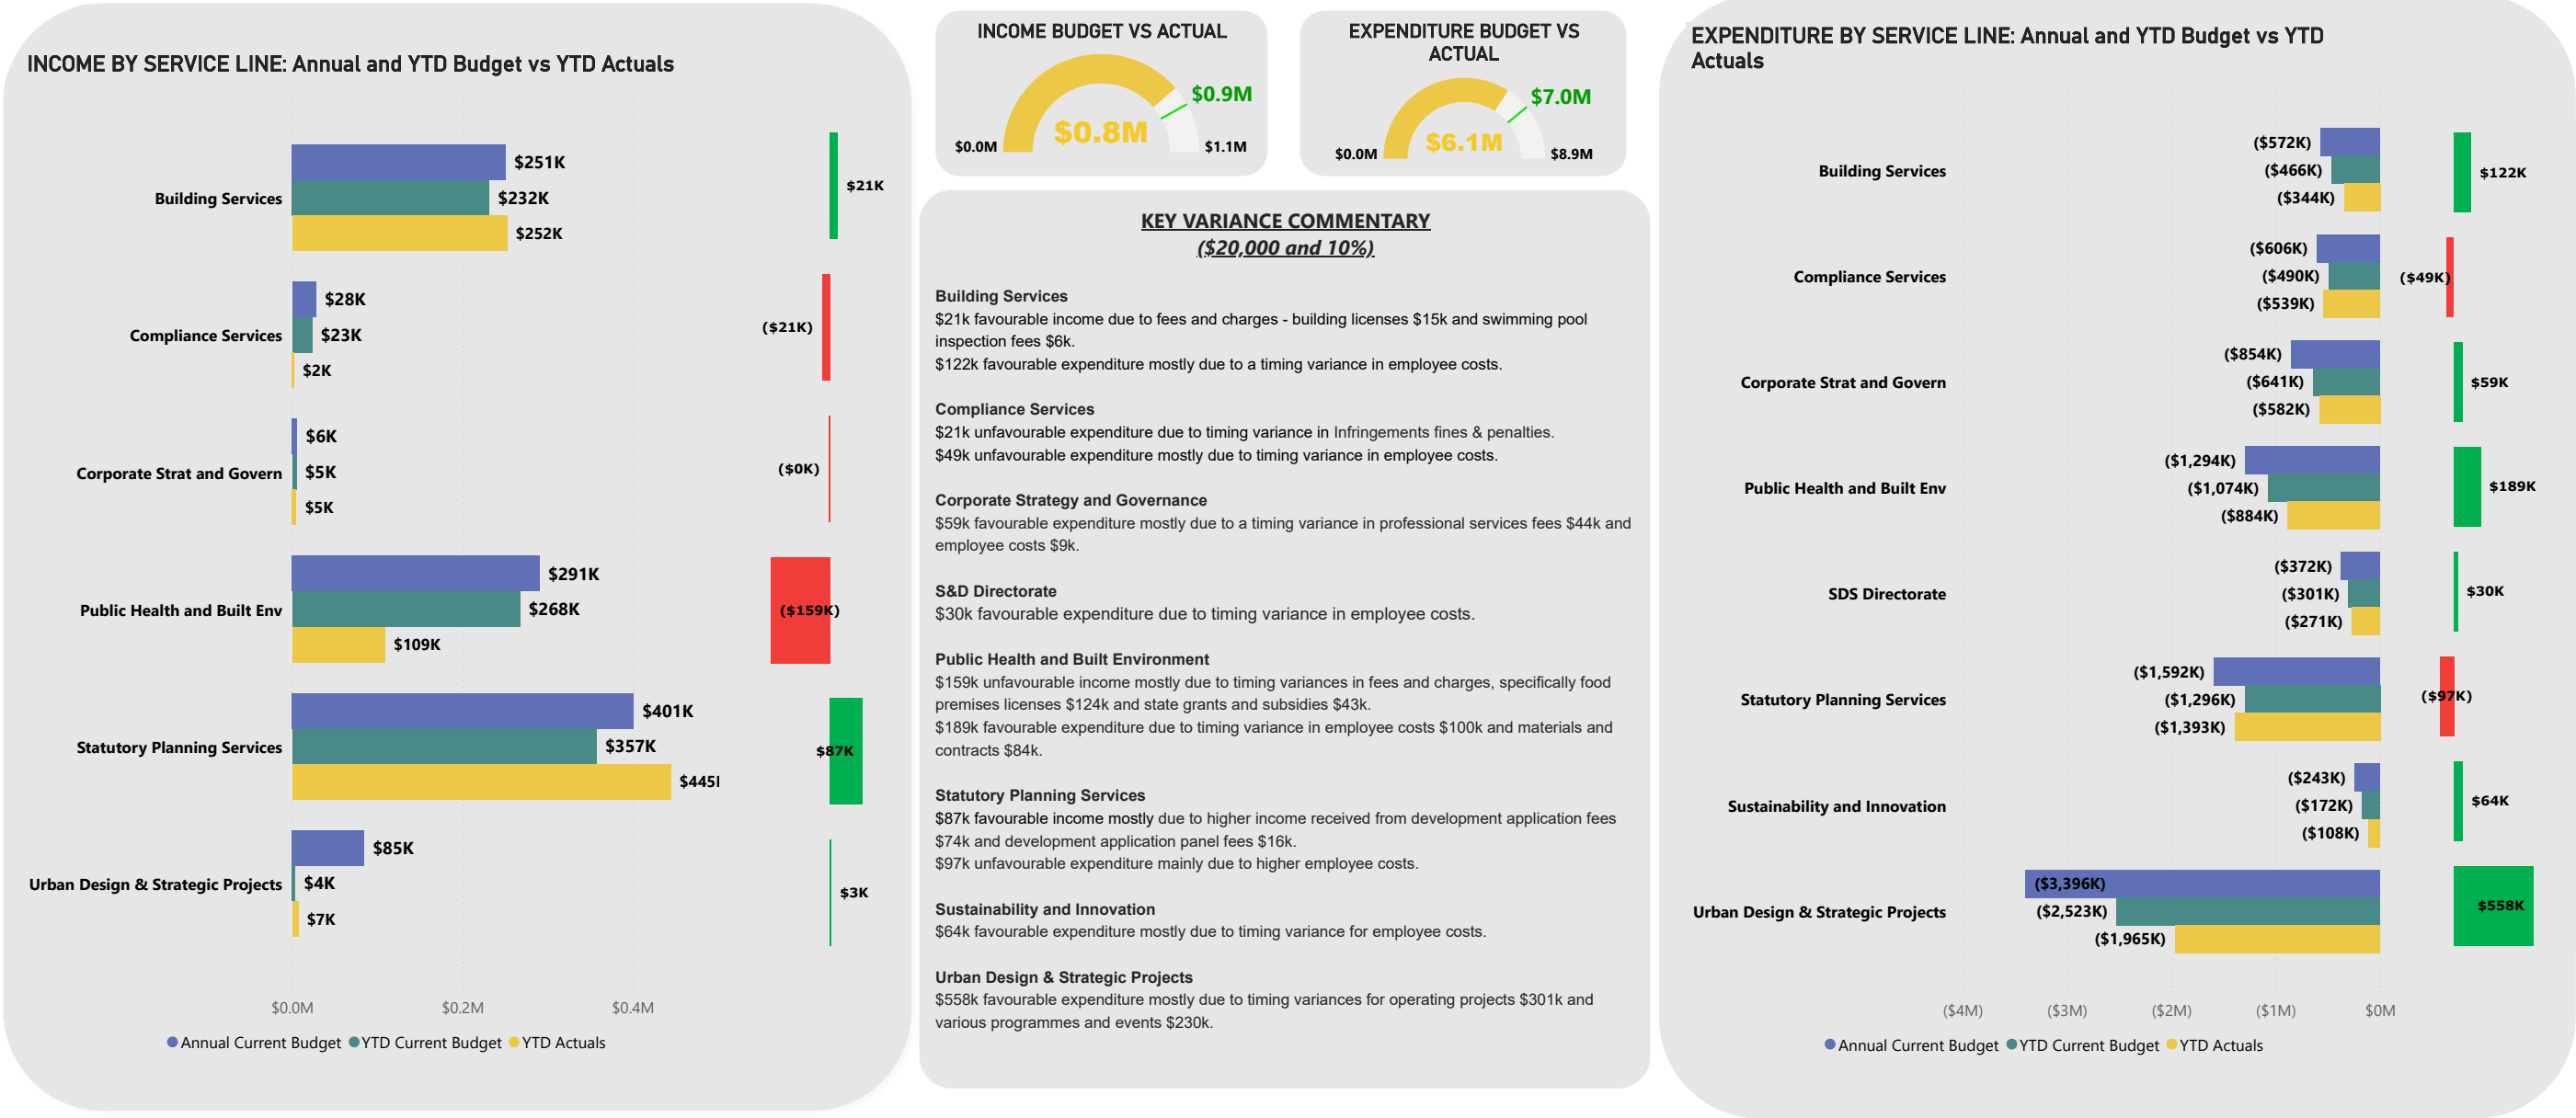 INCOME BY SERVICE LINE: Annual and YTD Budget vs YTD Actuals
Building Services
$251K
$232K
$252K
$21K
Compliance Services
$28K
$23K
$2K
($21K)
Corporate Strat and Govern
$6K
$5K
$5K
($0K)
Public Health and Built Env
$291K
$268K
$109K
($159K)
Statutory Planning Services
$401K
$357K
$445
$87K
Urban Design & Strategic Projects
$85K
$4K
$7K
$3K
$0.0M $0.2M $0.4M
Annual Current Budget YTD Current Budget YTD Actuals
INCOME BUDGET VS ACTUAL
$0.9M
$0.8M
$0.0M
$1.1M
EXPENDITURE BUDGET VS
ACTUAL
$7.0M
$6.1M
$0.0M
$8.9M
KEY VARIANCE COMMENTARY
($20,000 and 10%)
Building Services
$21k favourable income due to fees and charges - building licenses $15k and swimming pool
inspection fees $6k.
$122k favourable expenditure mostly due to a timing variance in employee costs.
Compliance Services
$21k unfavourable expenditure due to timing variance in Infringements fines & penalties.
$49k unfavourable expenditure mostly due to timing variance in employee costs.
Corporate Strategy and Governance
$59k favourable expenditure mostly due to a timing variance in professional services fees $44k and
employee costs $9k.
S&D Directorate
$30k favourable expenditure due to timing variance in employee costs.
Public Health and Built Environment
$159k unfavourable income mostly due to timing variances in fees and charges, specifically food
premises licenses $124k and state grants and subsidies $43k.
$189k favourable expenditure due to timing variance in employee costs $100k and materials and
contracts $84k.
Statutory Planning Services
$87k favourable income mostly due to higher income received from development application fees
$74k and development application panel fees $16k.
$97k unfavourable expenditure mainly due to higher employee costs.
Sustainability and Innovation
$64k favourable expenditure mostly due to timing variance for employee costs.
Urban Design & Strategic Projects
$558k favourable expenditure mostly due to timing variances for operating projects $301k and
various programmes and events $230k.
EXPENDITURE BY SERVICE LINE: Annual and YTD Budget vs YTD
Actuals
Building Services
($572K)
($466K)
($344K)
$122K
Compliance Services
($606K)
($490K)
($539K)
($49K)
Corporate Strat and Govern
($854K)
($641K)
($582K)
$59K
Public Health and Built Env
($1,294K)
($1,074K)
($884K)
$189K
SDS Directorate
($372K)
($301K)
($271K)
$30K
Statutory Planning Services
($1,592K)
($1,296K)
($1,393K)
($97K)
Sustainability and Innovation
($243K)
($172K)
($108K)
$64K
Urban Design & Strategic Projects
($3,396K)
($2,523K)
($1,965K)
$558K
($4M) ($3M) ($2M) ($1M) $0M
Annual Current Budget YTD Current Budget YTD Actuals